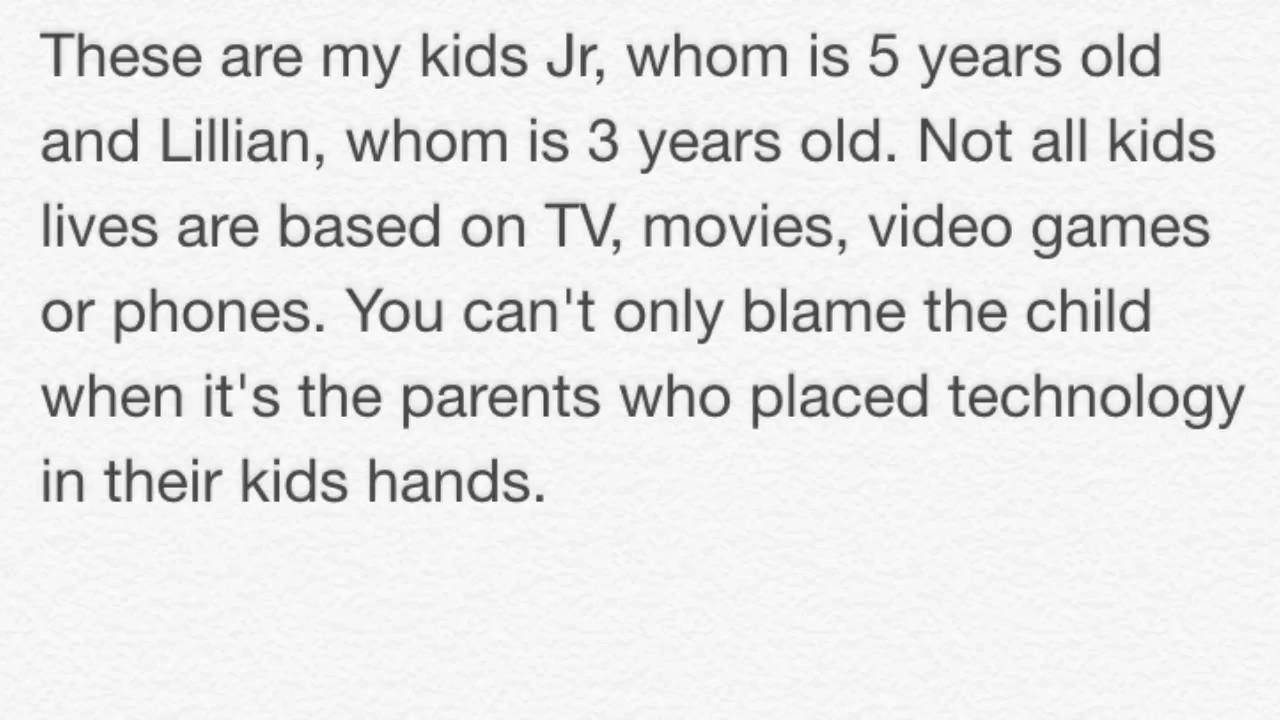 These are my kids Jr, whom is 5 years old
and Lillian, whom is 3 years old. Not all kids
lives are based on TV, movies, video games
or phones. You can't only blame the child
when it's the parents who placed technology
in their kids hands.